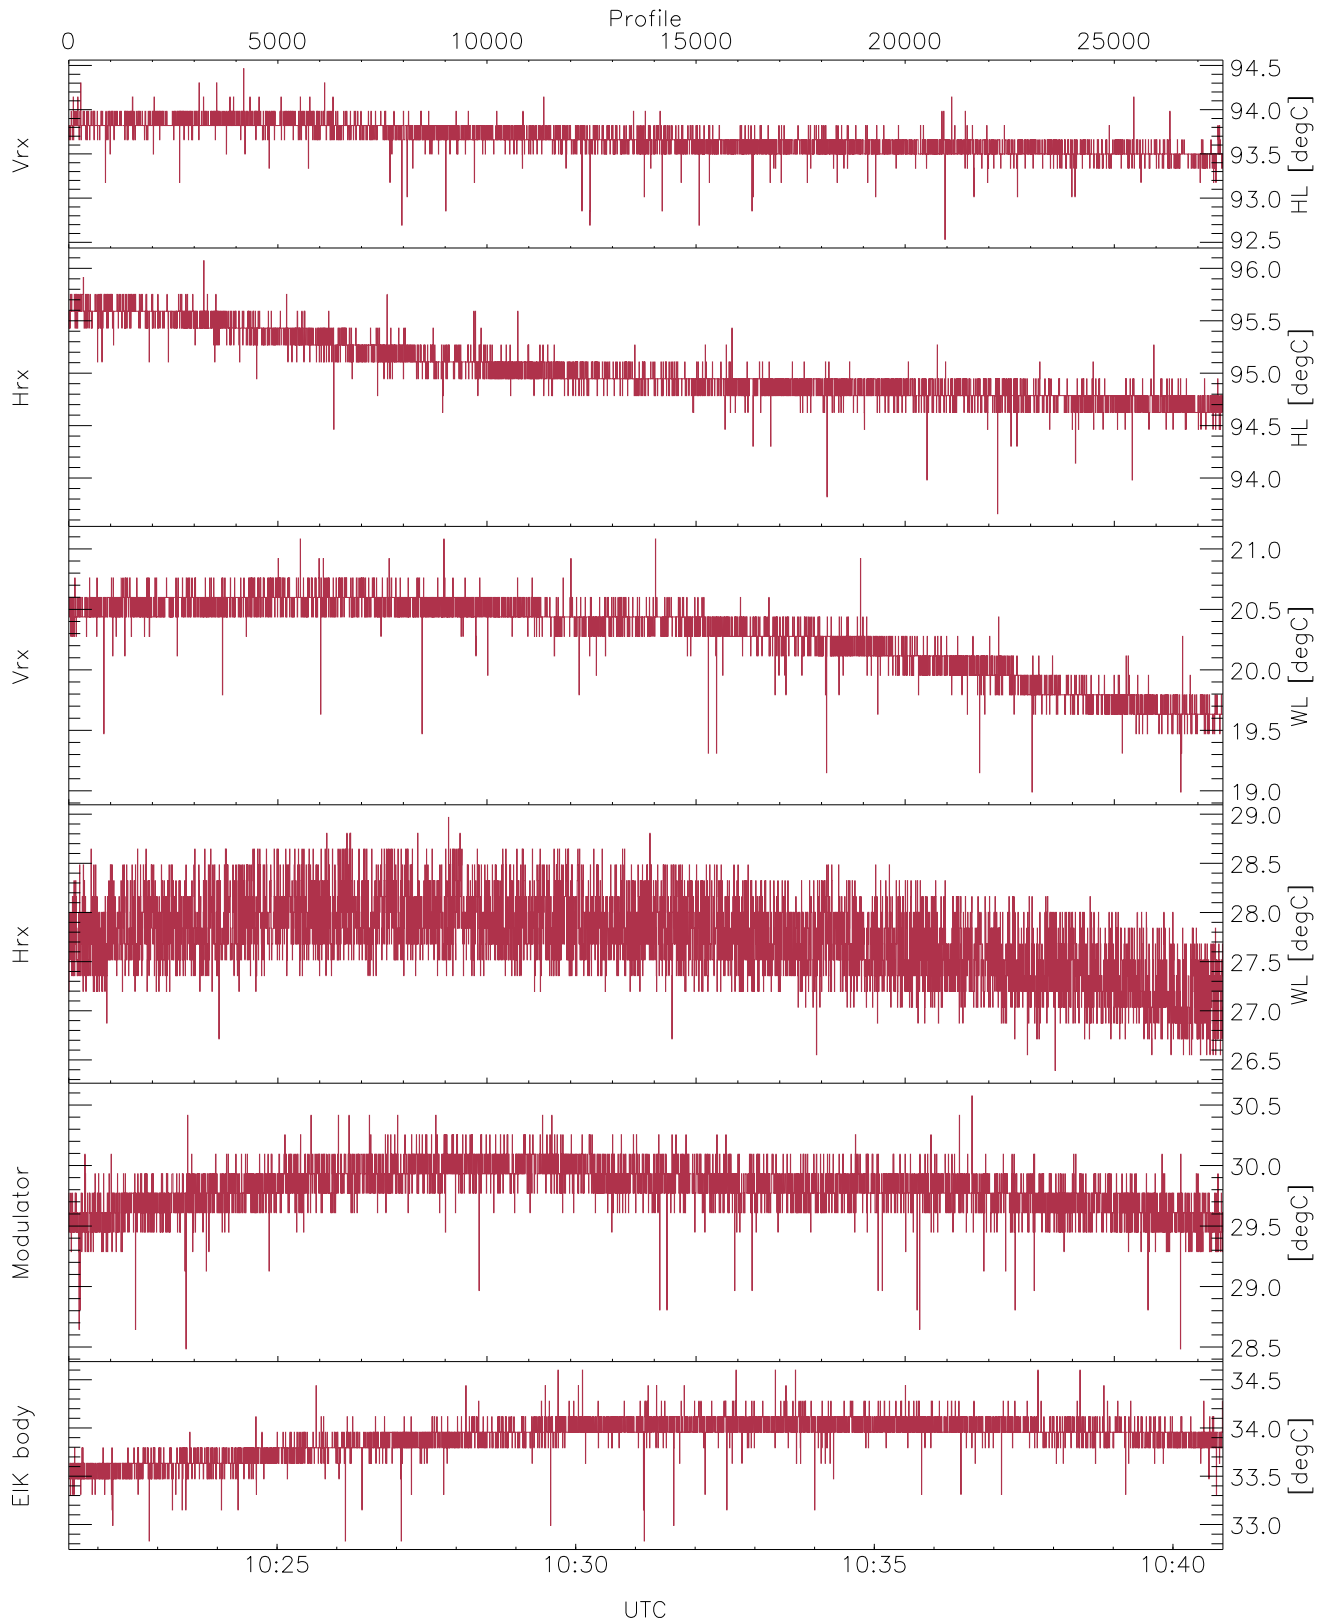 Profile
0 5000 10000 15000 20000 25000
Vrx
94.5
94.0
93.5
93.0
92.5
HL [degC]
Hrx
96.0
95.5
95.0
94.5
94.0
HL [degC]
Vrx
21.0
20.5
20.0
19.5
19.0
WL [degC]
Hrx
29.0
28.5
28.0
27.5
27.0
26.5
WL [degC]
Modulator
30.5
30.0
29.5
29.0
28.5
[degC]
EIK body
34.5
34.0
33.5
33.0
[degC]
10:25 10:30 10:35 10:40
UTC